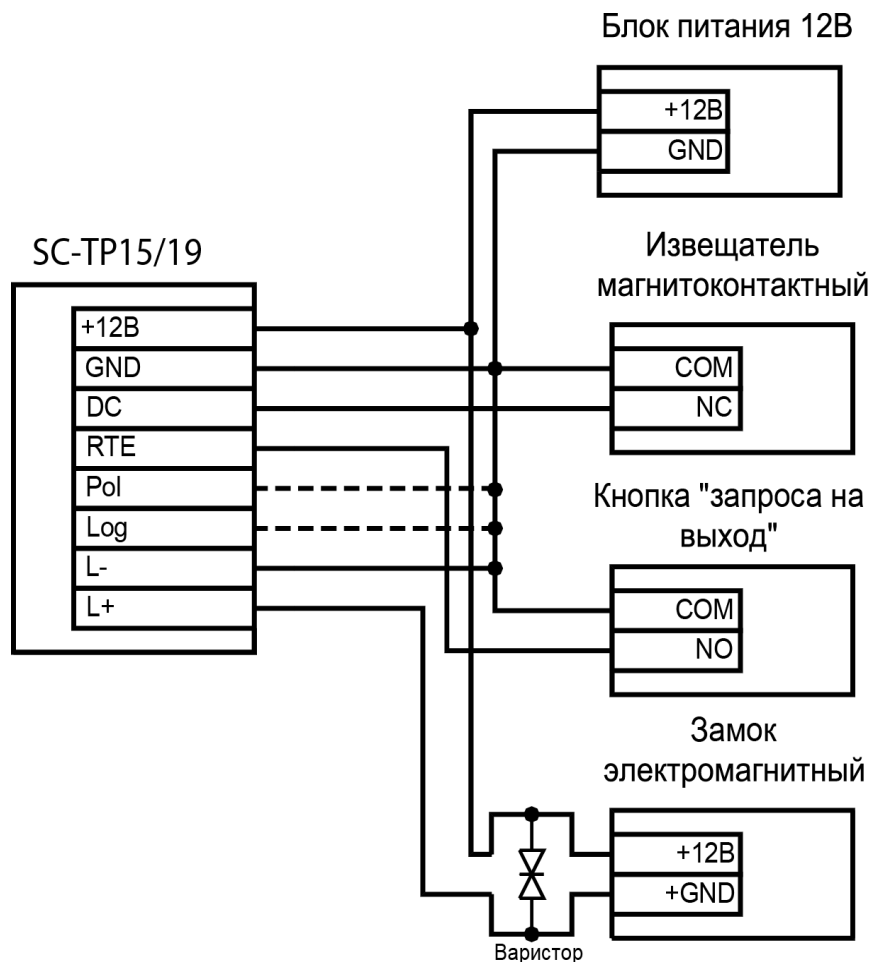 Блок питания 12В
+12В
GND
SC-TP15/19
+12В
GND
DC
RTE
Pol
Log
L-
L+
Извещатель
магнитоконтактный
COM
NC
Кнопка "запроса на
выход"
COM
NO
Замок
электромагнитный
+12В
+GND
Варистор